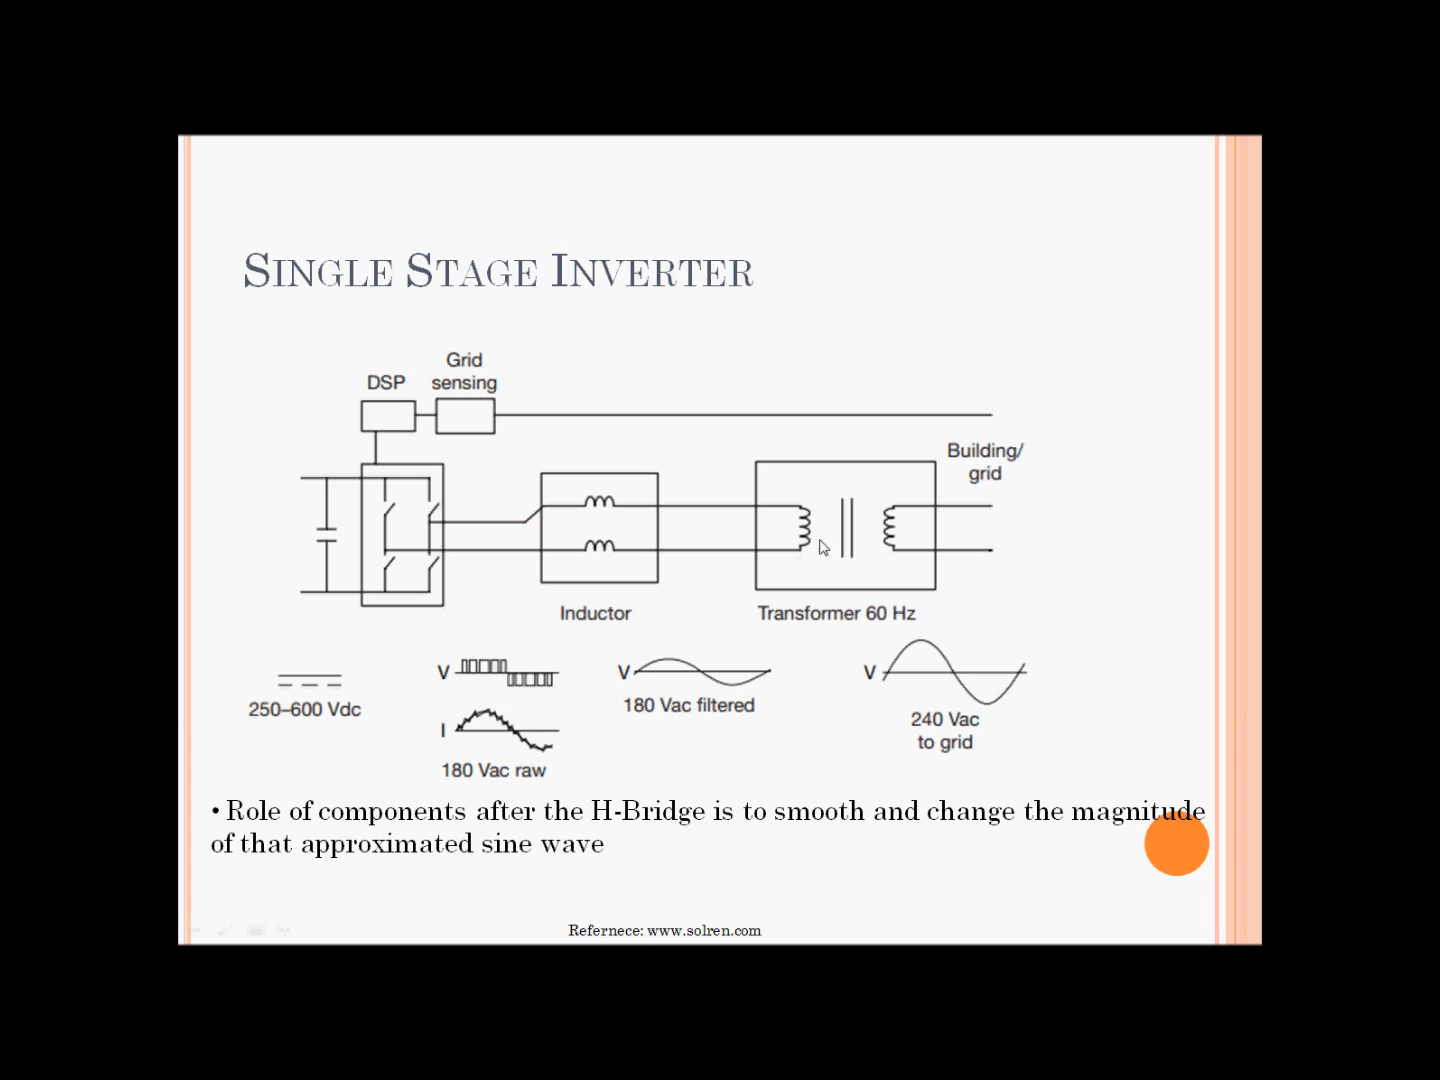 SINGLE STAGE INVERTER
Grid
DSP sensing
Building/
grid
Inductor
Transformer 60 Hz
V
V
V
250–600 Vdc
180 Vac filtered
240 Vac
to grid
I
180 Vac raw
• Role of components after the H-Bridge is to smooth and change the magnitude
of that approximated sine wave
Refernece: www.solren.com